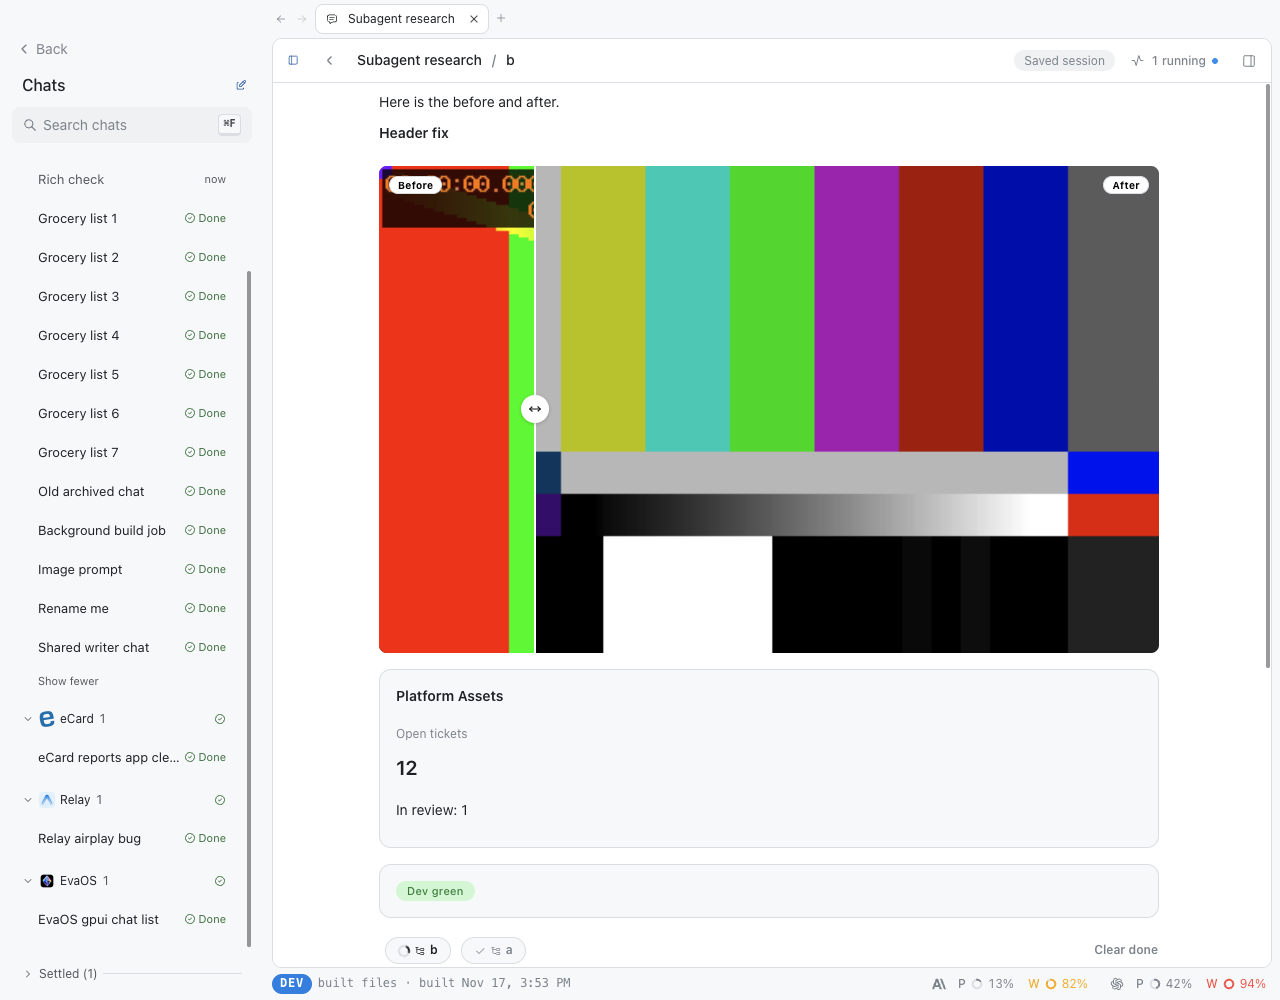 Subagent research
Back
Subagent research / b
Saved session
1 running
Chats
Search chats
⌘F
Here is the before and after.
Header fix
Before
After
Rich check now
Grocery list 1 Done
Grocery list 2 Done
Grocery list 3 Done
Grocery list 4 Done
Grocery list 5 Done
Grocery list 6 Done
Grocery list 7 Done
Old archived chat Done
Background build job Done
Image prompt Done
Rename me Done
Shared writer chat Done
Show fewer
eCard 1
eCard reports app cle... Done
Relay 1
Relay airplay bug Done
EvaOS 1
EvaOS gpui chat list Done
Settled (1)
Platform Assets
Open tickets
12
In review: 1
Dev green
b
a
Clear done
DEV built files · built Nov 17, 3:53 PM
P 13% W 82% P 42% W 94%